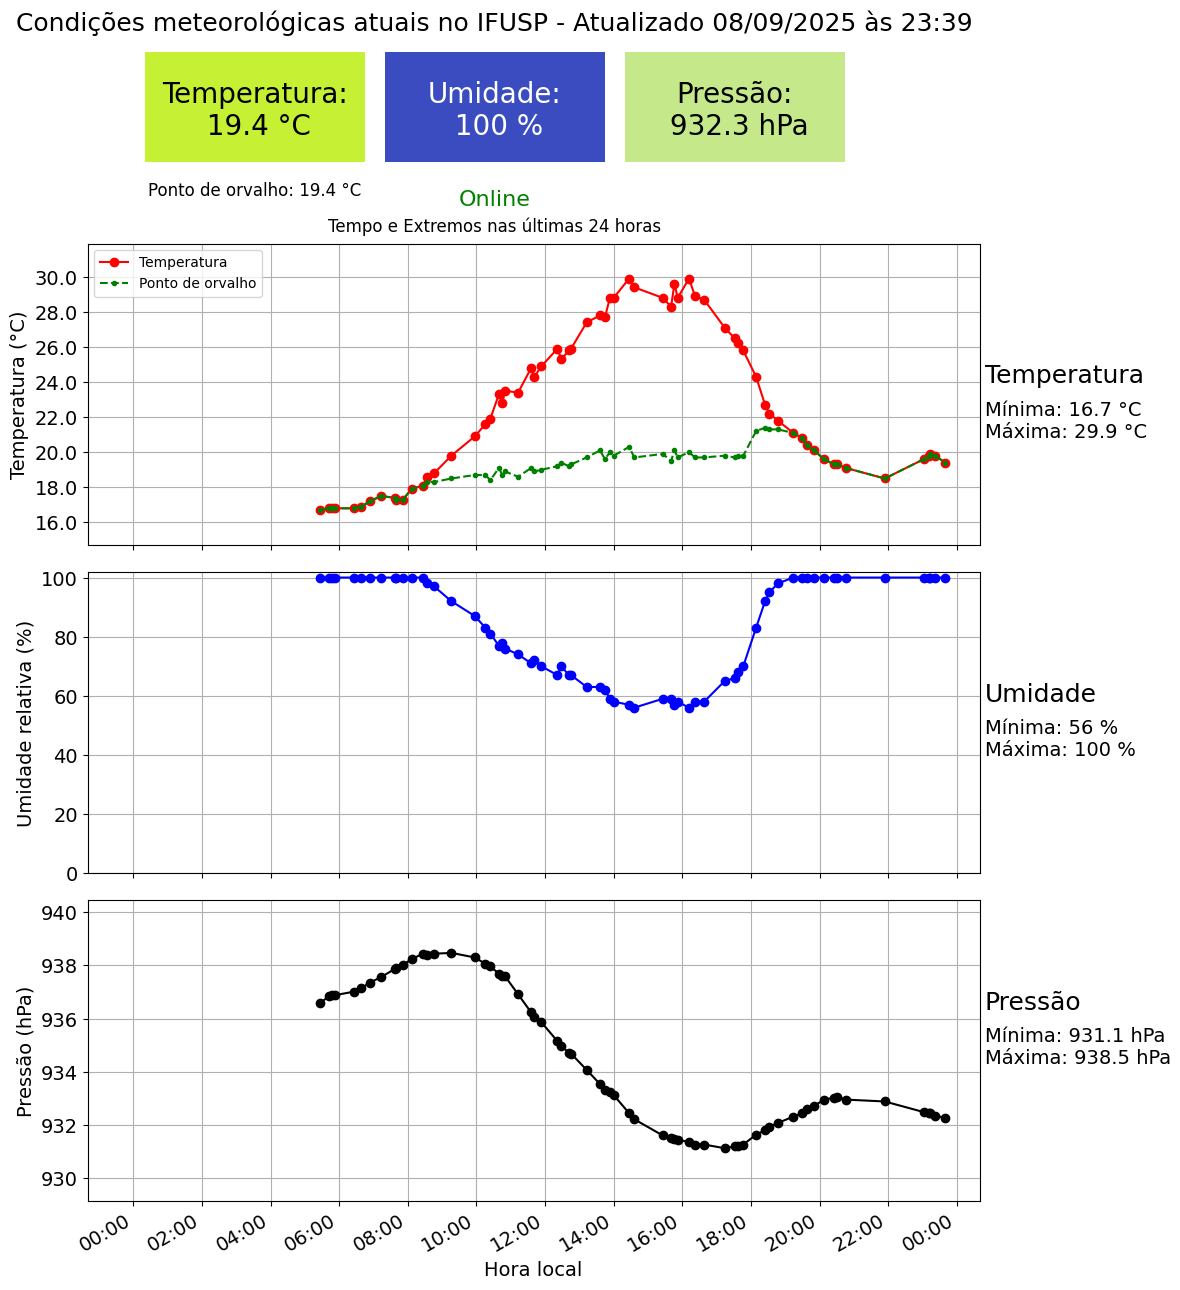 Condições meteorológicas atuais no IFUSP - Atualizado 08/09/2025 às 23:39
Temperatura:
19.4 °C
Umidade:
100 %
Pressão:
932.3 hPa
Ponto de orvalho: 19.4 °C
Online
Tempo e Extremos nas últimas 24 horas
Temperatura
Ponto de orvalho
Temperatura (°C)
30.0
28.0
26.0
24.0
22.0
20.0
18.0
16.0
Temperatura
Mínima: 16.7 °C
Máxima: 29.9 °C
Umidade relativa (%)
100
80
60
40
20
0
Umidade
Mínima: 56 %
Máxima: 100 %
Pressão (hPa)
940
938
936
934
932
930
Pressão
Mínima: 931.1 hPa
Máxima: 938.5 hPa
00:00
02:00
04:00
06:00
08:00
10:00
12:00
14:00
16:00
18:00
20:00
22:00
00:00
Hora local